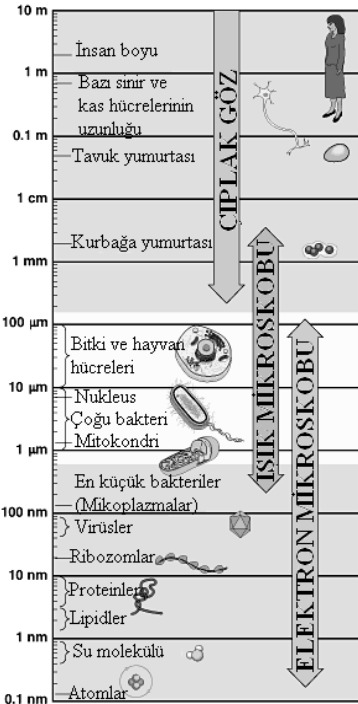 10 m
İnsan boyu
1 m
Bazı sinir ve
kas hücrelerinin
uzunluğu
0.1 m
Tavuk yumurtası
1 cm
Kurbağa yumurtası
1 mm
100 μm
Bitki ve hayvan
hücreleri
10 μm
Nukleus
Çoğu bakteri
Mitokondri
1 μm
En küçük bakteriler
(Mikoplazmalar)
100 nm
Virüsler
Ribozomlar
10 nm
Proteinler
Lipidler
1 nm
Su molekülü
Atomlar
0.1 nm
ÇIPLAK GÖZ
IŞIK MİKROSKOBU
ELEKTRON MİKROSKOBU